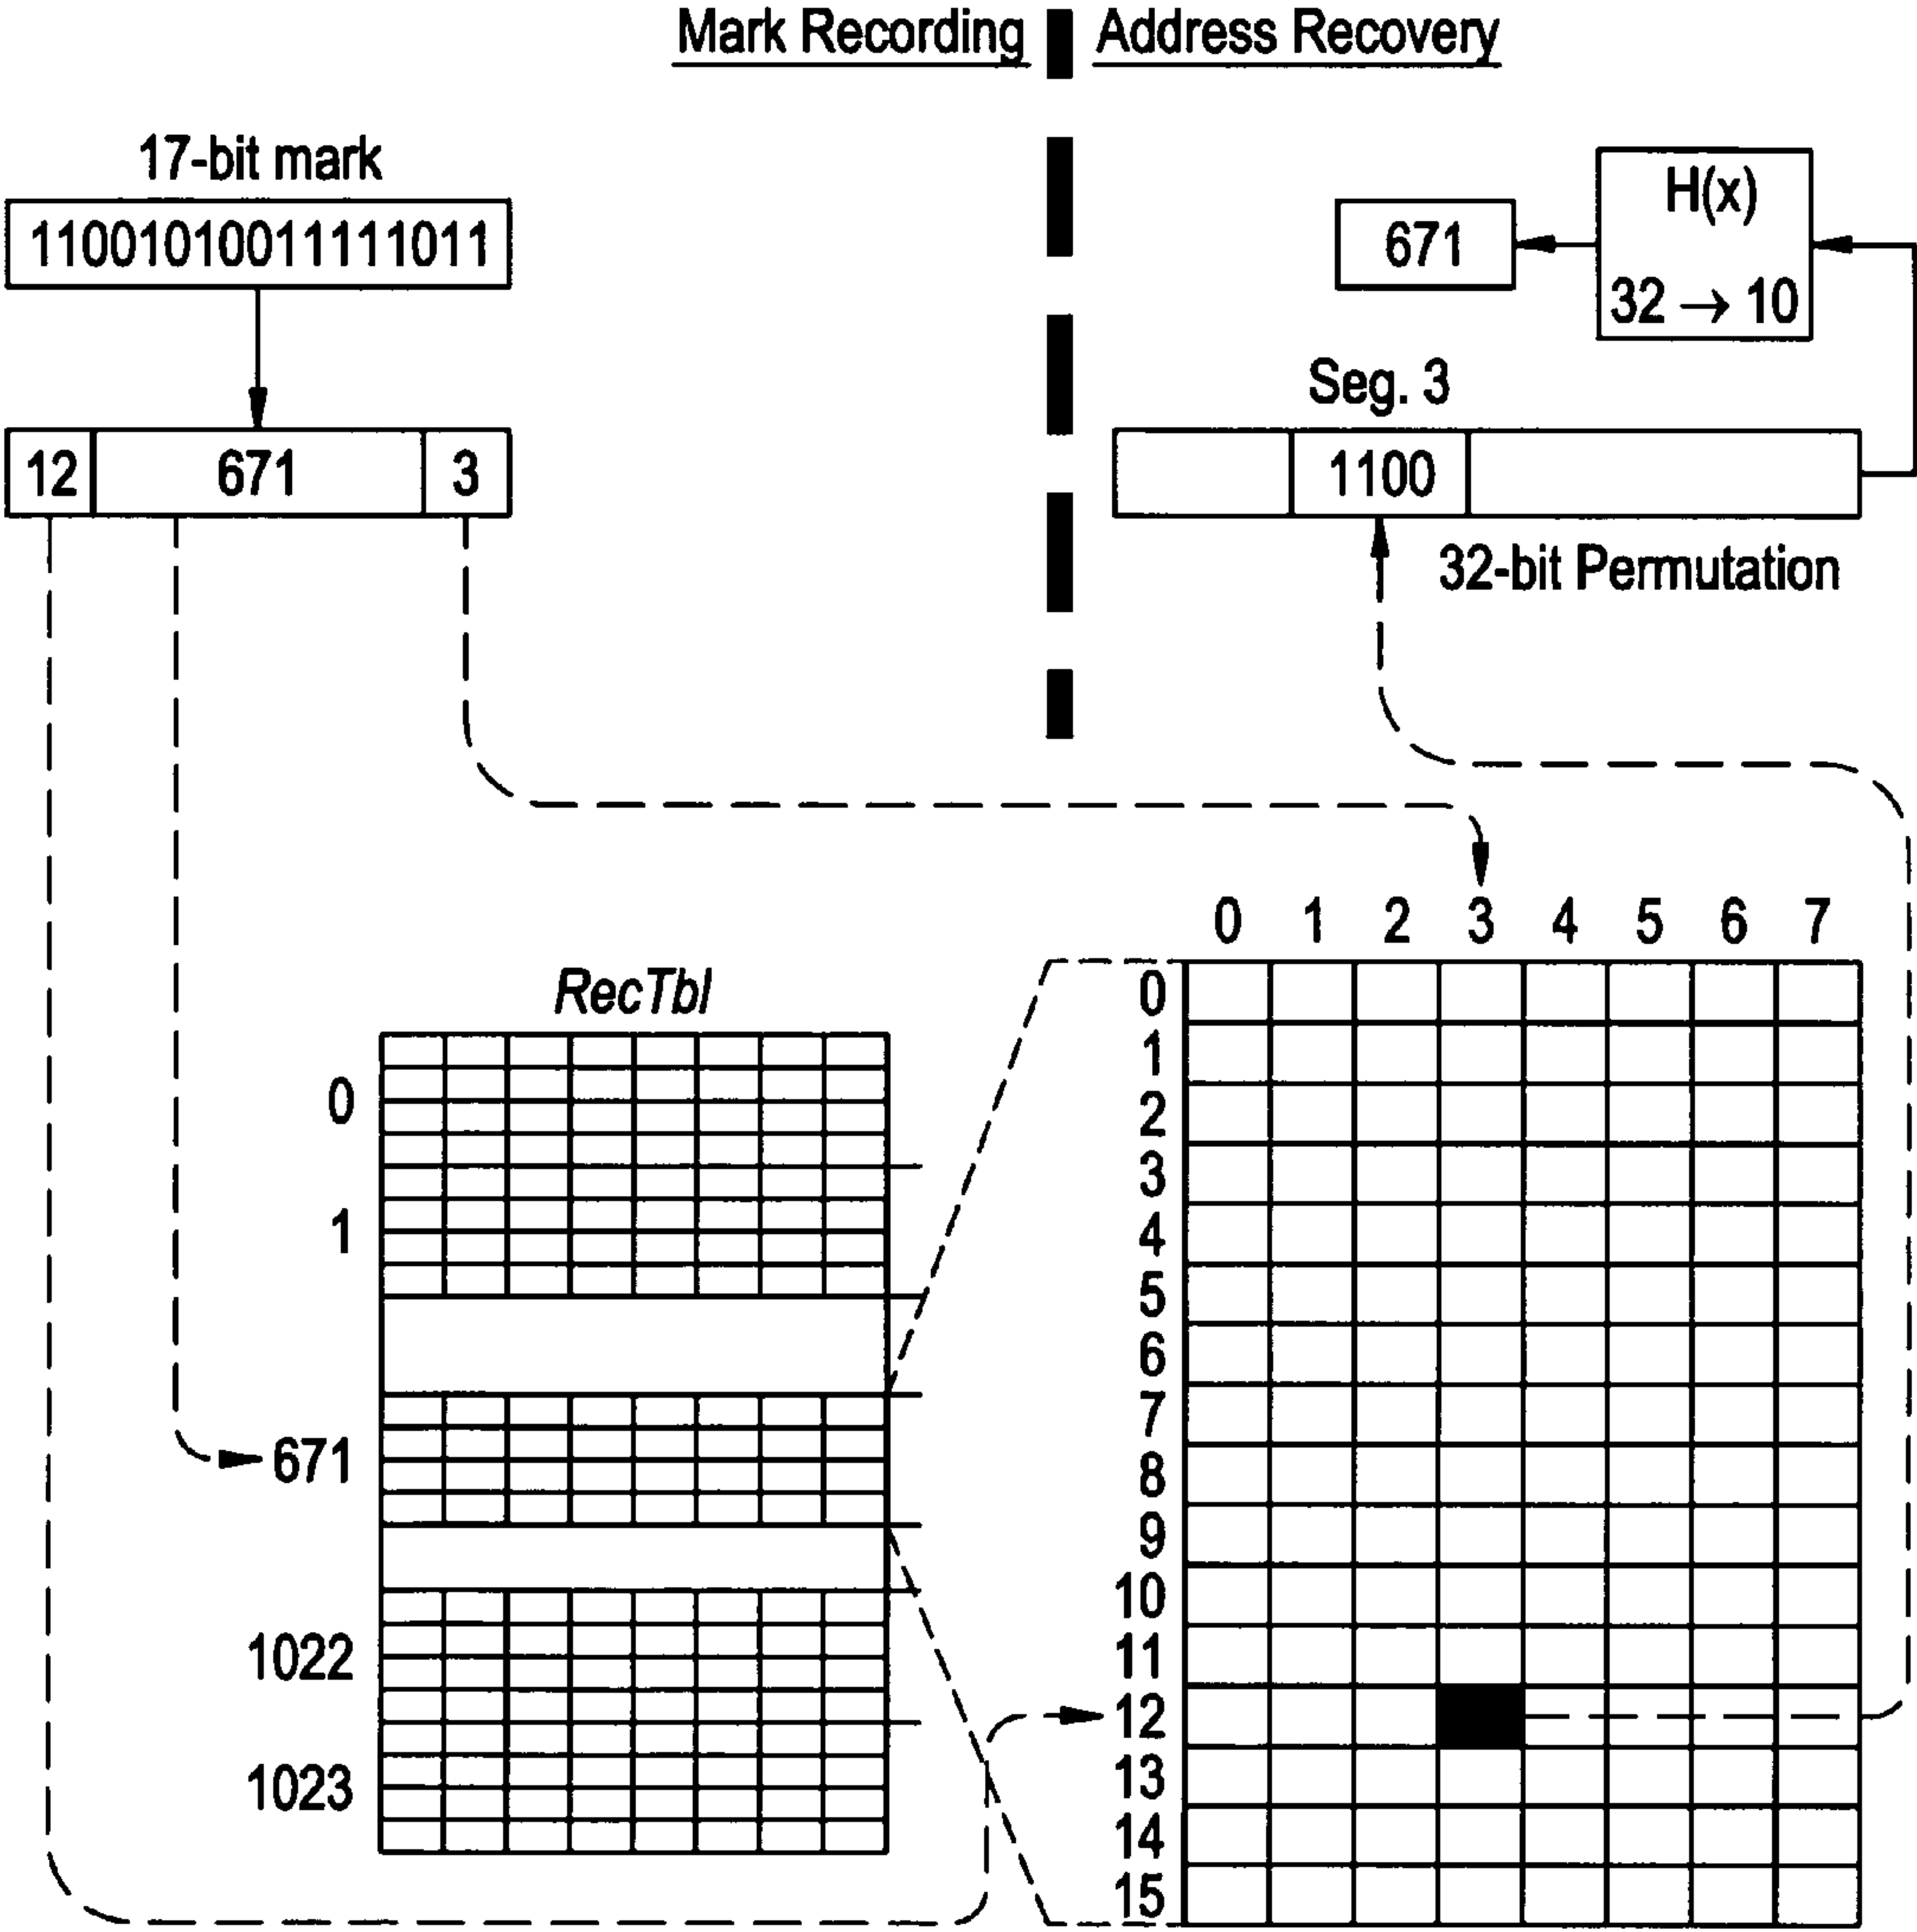 Mark Recording
Address Recovery
17-bit mark
11001010011111011
12 671 3
671
H(x)
32 → 10
Seg. 3
1100
32-bit Permutation
RecTbl
0
1
671
1022
1023
0 1 2 3 4 5 6 7
0
1
2
3
4
5
6
7
8
9
10
11
12
13
14
15